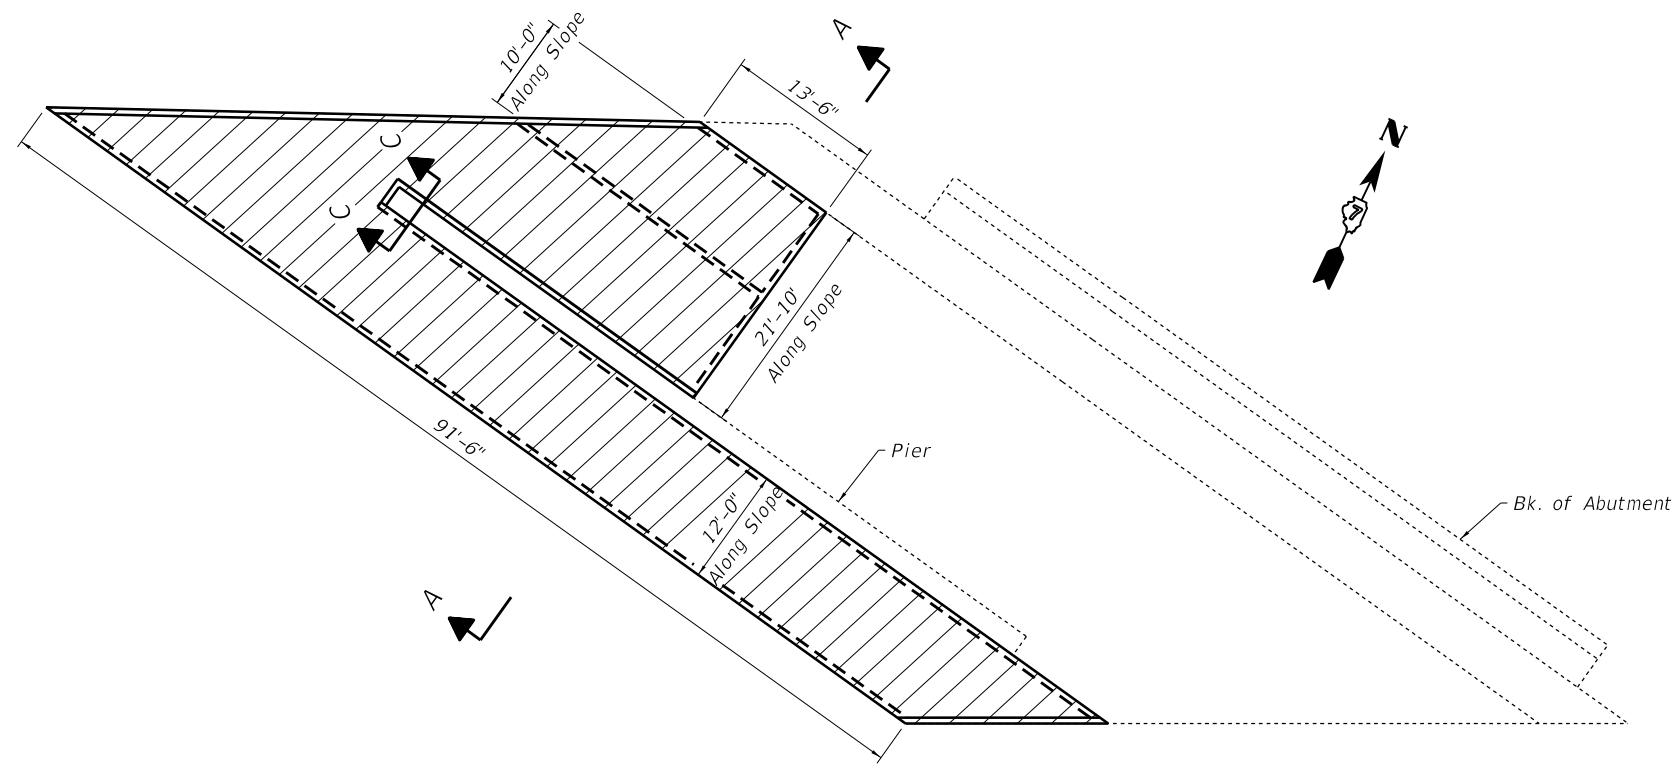 A
10'-0"
Along Slope
13'-6"
N
7
C
C
21'-10'
Along Slope
91'-6"
Pier
12'-0"
Along Slope
Bk. of Abutment
A